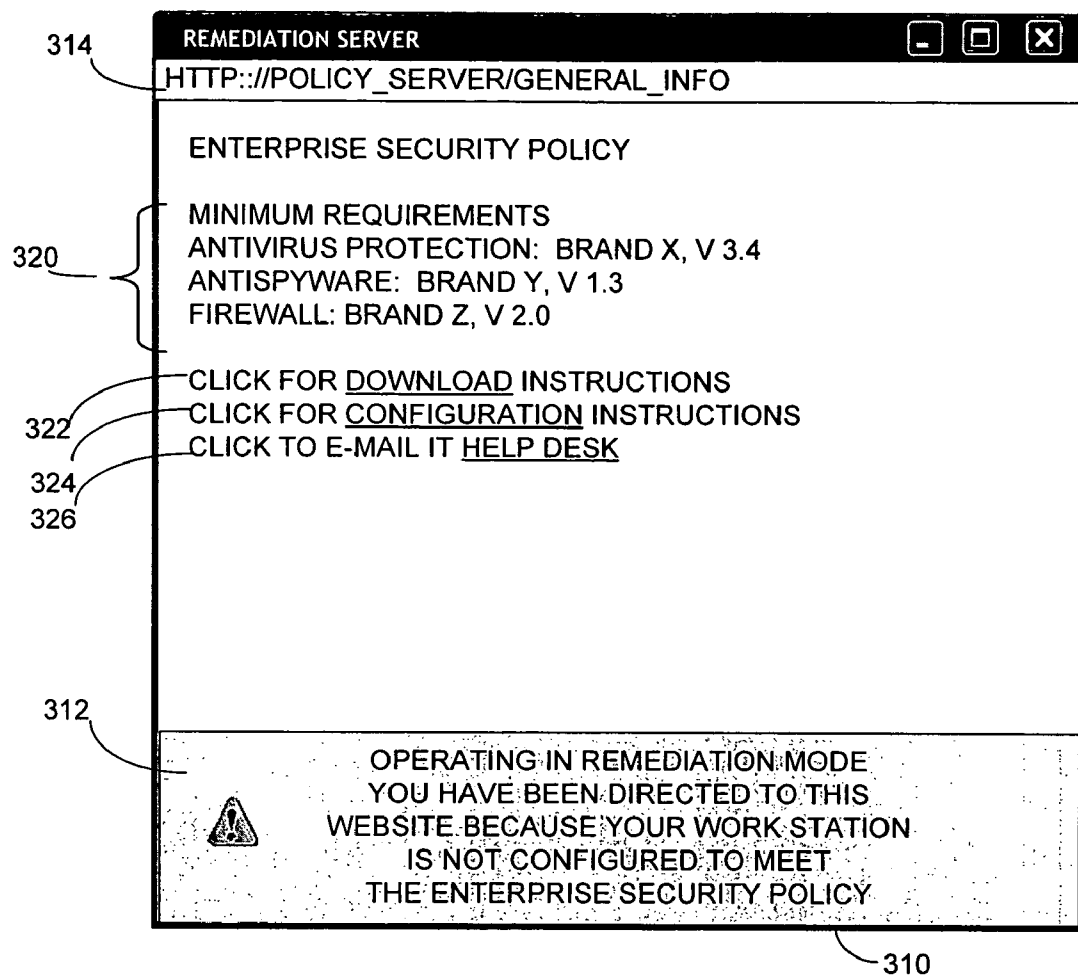 REMEDIATION SERVER
314
HTTP:://POLICY_SERVER/GENERAL_INFO
ENTERPRISE SECURITY POLICY
MINIMUM REQUIREMENTS
ANTIVIRUS PROTECTION: BRAND X, V 3.4
320
ANTISPYWARE: BRAND Y, V 1.3
FIREWALL: BRAND Z, V 2.0
CLICK FOR DOWNLOAD INSTRUCTIONS
322
CLICK FOR CONFIGURATION INSTRUCTIONS
324
CLICK TO E-MAIL IT HELP DESK
326
312
OPERATING IN REMEDIATION MODE
YOU HAVE BEEN DIRECTED TO THIS
WEBSITE BECAUSE YOUR WORK STATION
IS NOT CONFIGURED TO MEET
THE ENTERPRISE SECURITY POLICY
310